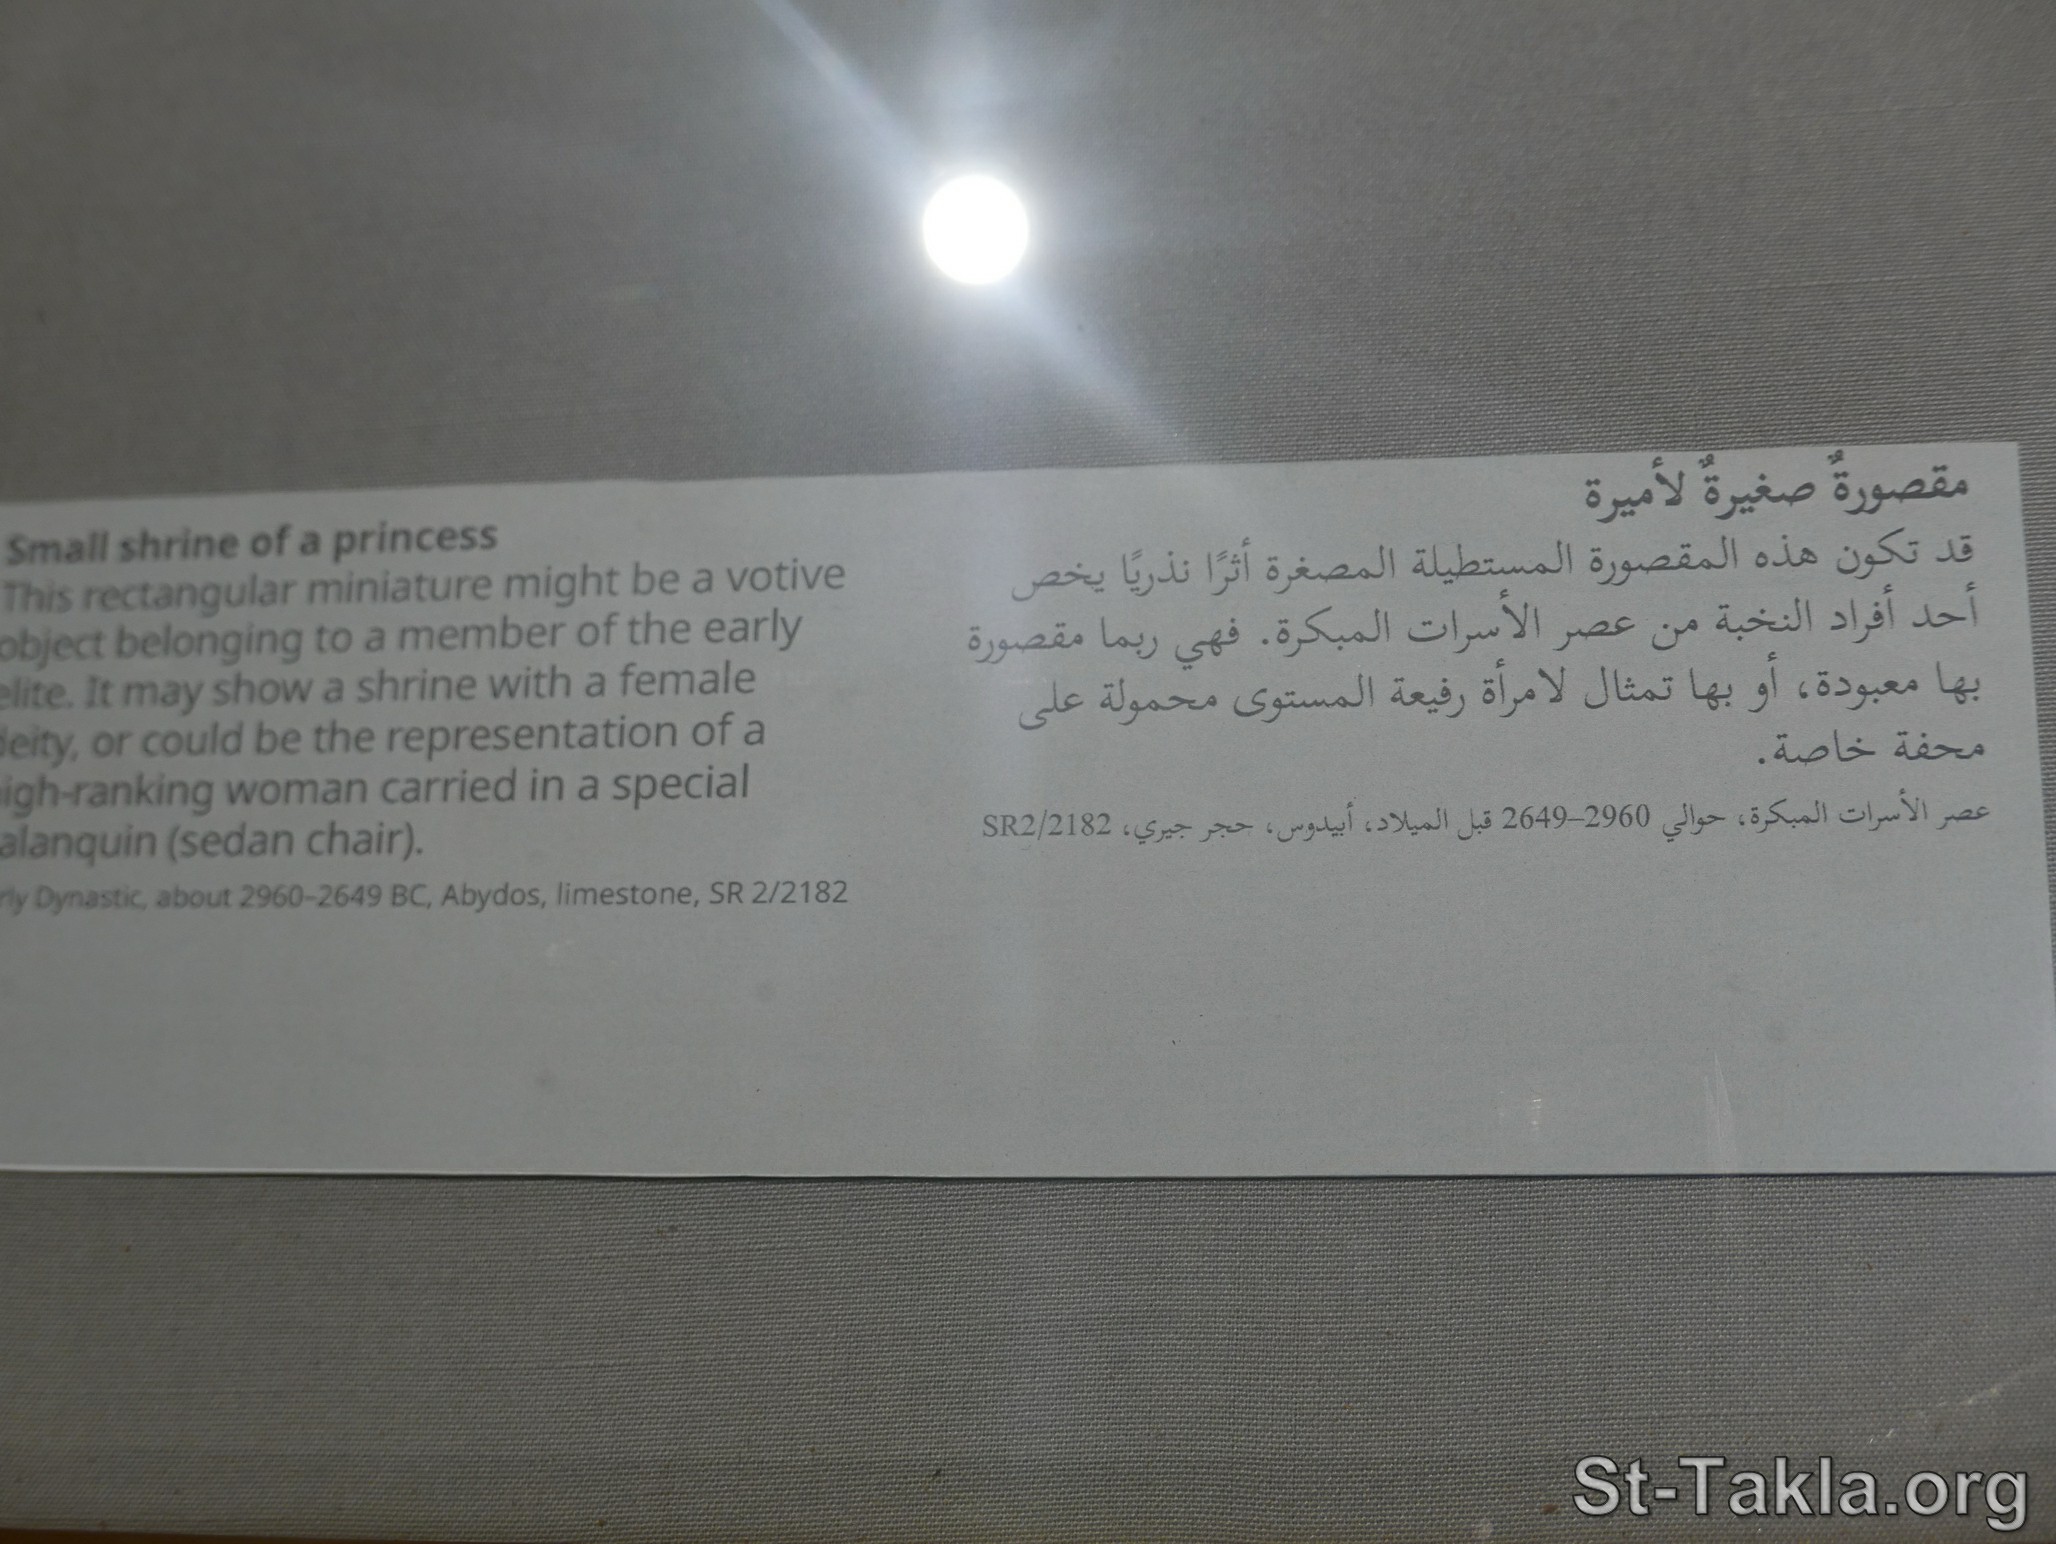 Small shrine of a princess
This rectangular miniature might be a votive
object belonging to a member of the early
elite. It may show a shrine with a female
deity, or could be the representation of a
high-ranking woman carried in a special
alanquin (sedan chair).
rly Dynastic, about 2960–2649 BC, Abydos, limestone, SR 2/2182
مقصورةٌ صغيرةٌ لأميرة
قد تكون هذه المقصورة المستطيلة المصغرة أثرًا نذريًا يخص
أحد أفراد النخبة من عصر الأسرات المبكرة. فهي ربما مقصورة
بها معبودة، أو بها تمثال لامرأة رفيعة المستوى محمولة على
محفة خاصة.
عصر الأسرات المبكرة، حوالي 2960–2649 قبل الميلاد، أبيدوس، حجر جيري، SR2/2182
St-Takla.org